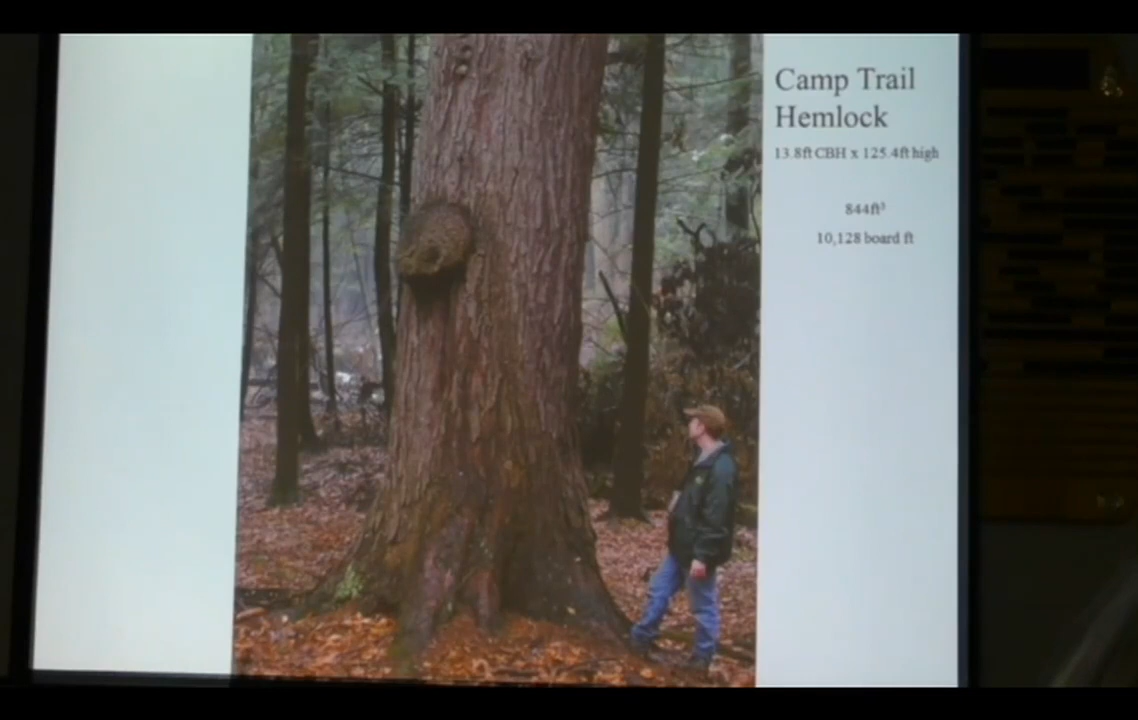 Camp Trail
Hemlock
13.8ft CBH x 125.4ft high
844ft³
10,128 board ft